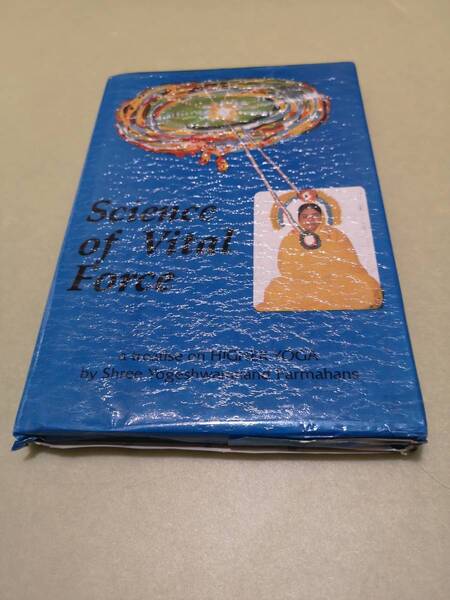 Science
of Vital
Force
a treatise on HIGHER YOGA
by Shree Yogeshwaranand Parmahans